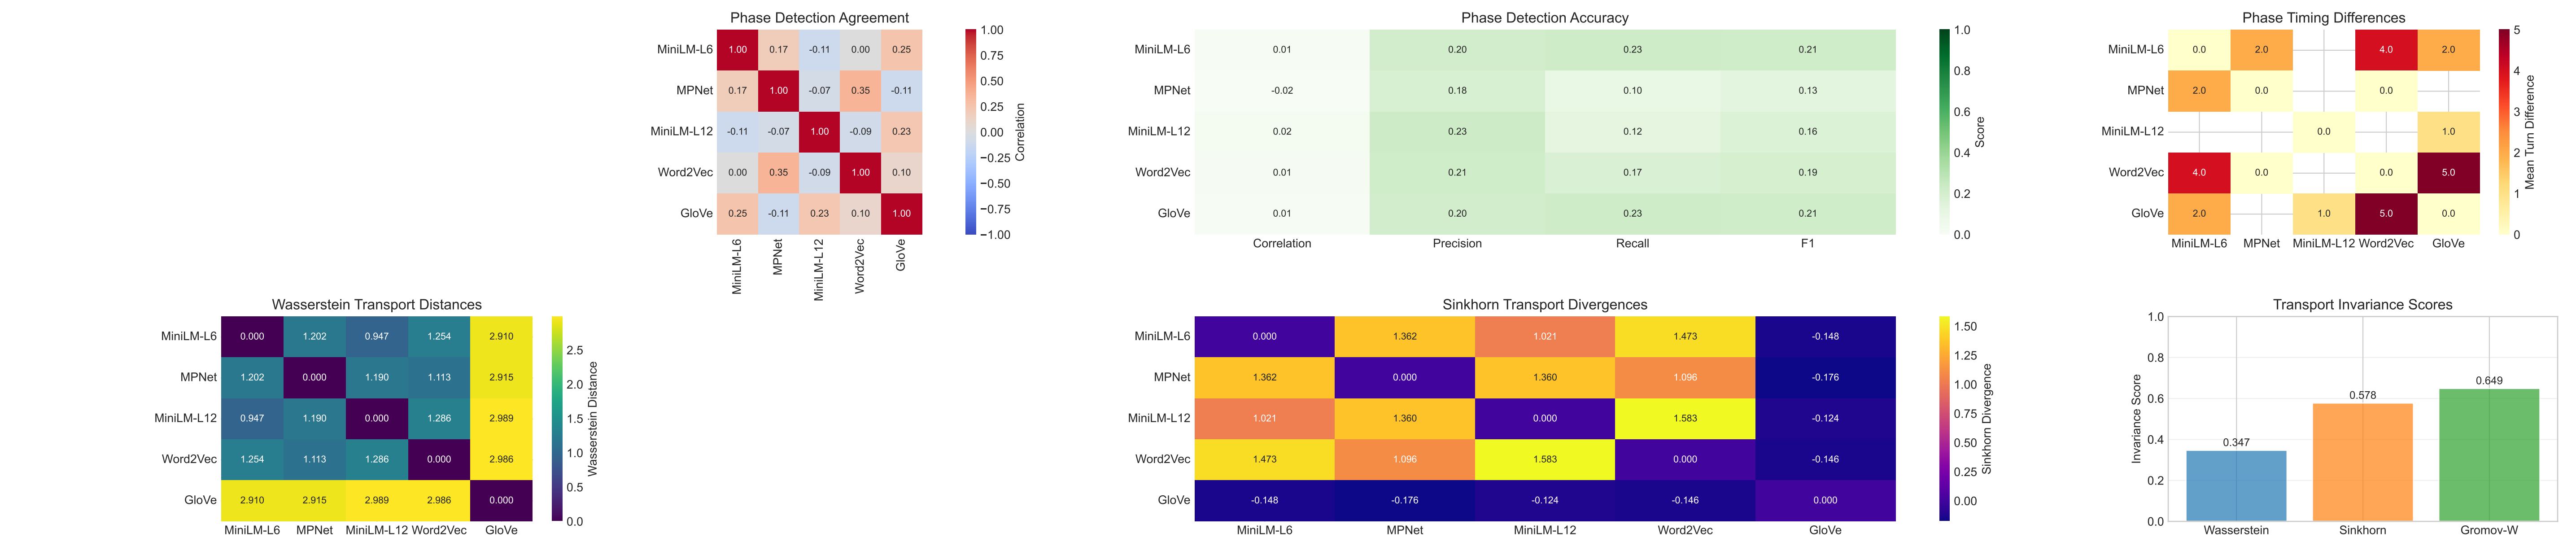 Phase Detection Agreement
MiniLM-L6 1.00 0.17 -0.11 0.00 0.25
MPNet 0.17 1.00 -0.07 0.35 -0.11
MiniLM-L12 -0.11 -0.07 1.00 -0.09 0.23
Word2Vec 0.00 0.35 -0.09 1.00 0.10
GloVe 0.25 -0.11 0.23 0.10 1.00
MiniLM-L6 MPNet MiniLM-L12 Word2Vec GloVe
1.00
0.75
0.50
0.25
0.00
−0.25
−0.50
−0.75
−1.00
Correlation
Phase Detection Accuracy
MiniLM-L6 0.01 0.20 0.23 0.21
MPNet -0.02 0.18 0.10 0.13
MiniLM-L12 0.02 0.23 0.12 0.16
Word2Vec 0.01 0.21 0.17 0.19
GloVe 0.01 0.20 0.23 0.21
Correlation Precision Recall F1
1.0
0.8
0.6
0.4
0.2
0.0
Score
Phase Timing Differences
MiniLM-L6 0.0 2.0 4.0 2.0
MPNet 2.0 0.0 0.0
MiniLM-L12 0.0 1.0
Word2Vec 4.0 0.0 0.0 5.0
GloVe 2.0 1.0 5.0 0.0
MiniLM-L6 MPNet MiniLM-L12 Word2Vec GloVe
5
4
3
2
1
0
Mean Turn Difference
Wasserstein Transport Distances
MiniLM-L6 0.000 1.202 0.947 1.254 2.910
MPNet 1.202 0.000 1.190 1.113 2.915
MiniLM-L12 0.947 1.190 0.000 1.286 2.989
Word2Vec 1.254 1.113 1.286 0.000 2.986
GloVe 2.910 2.915 2.989 2.986 0.000
MiniLM-L6 MPNet MiniLM-L12 Word2Vec GloVe
2.5
2.0
1.5
1.0
0.5
0.0
Wasserstein Distance
Sinkhorn Transport Divergences
MiniLM-L6 0.000 1.362 1.021 1.473 -0.148
MPNet 1.362 0.000 1.360 1.096 -0.176
MiniLM-L12 1.021 1.360 0.000 1.583 -0.124
Word2Vec 1.473 1.096 1.583 0.000 -0.146
GloVe -0.148 -0.176 -0.124 -0.146 0.000
MiniLM-L6 MPNet MiniLM-L12 Word2Vec GloVe
1.50
1.25
1.00
0.75
0.50
0.25
0.00
Sinkhorn Divergence
Transport Invariance Scores
1.0
0.8
0.6
0.4
0.2
0.0
Invariance Score
0.347 0.578 0.649
Wasserstein Sinkhorn Gromov-W